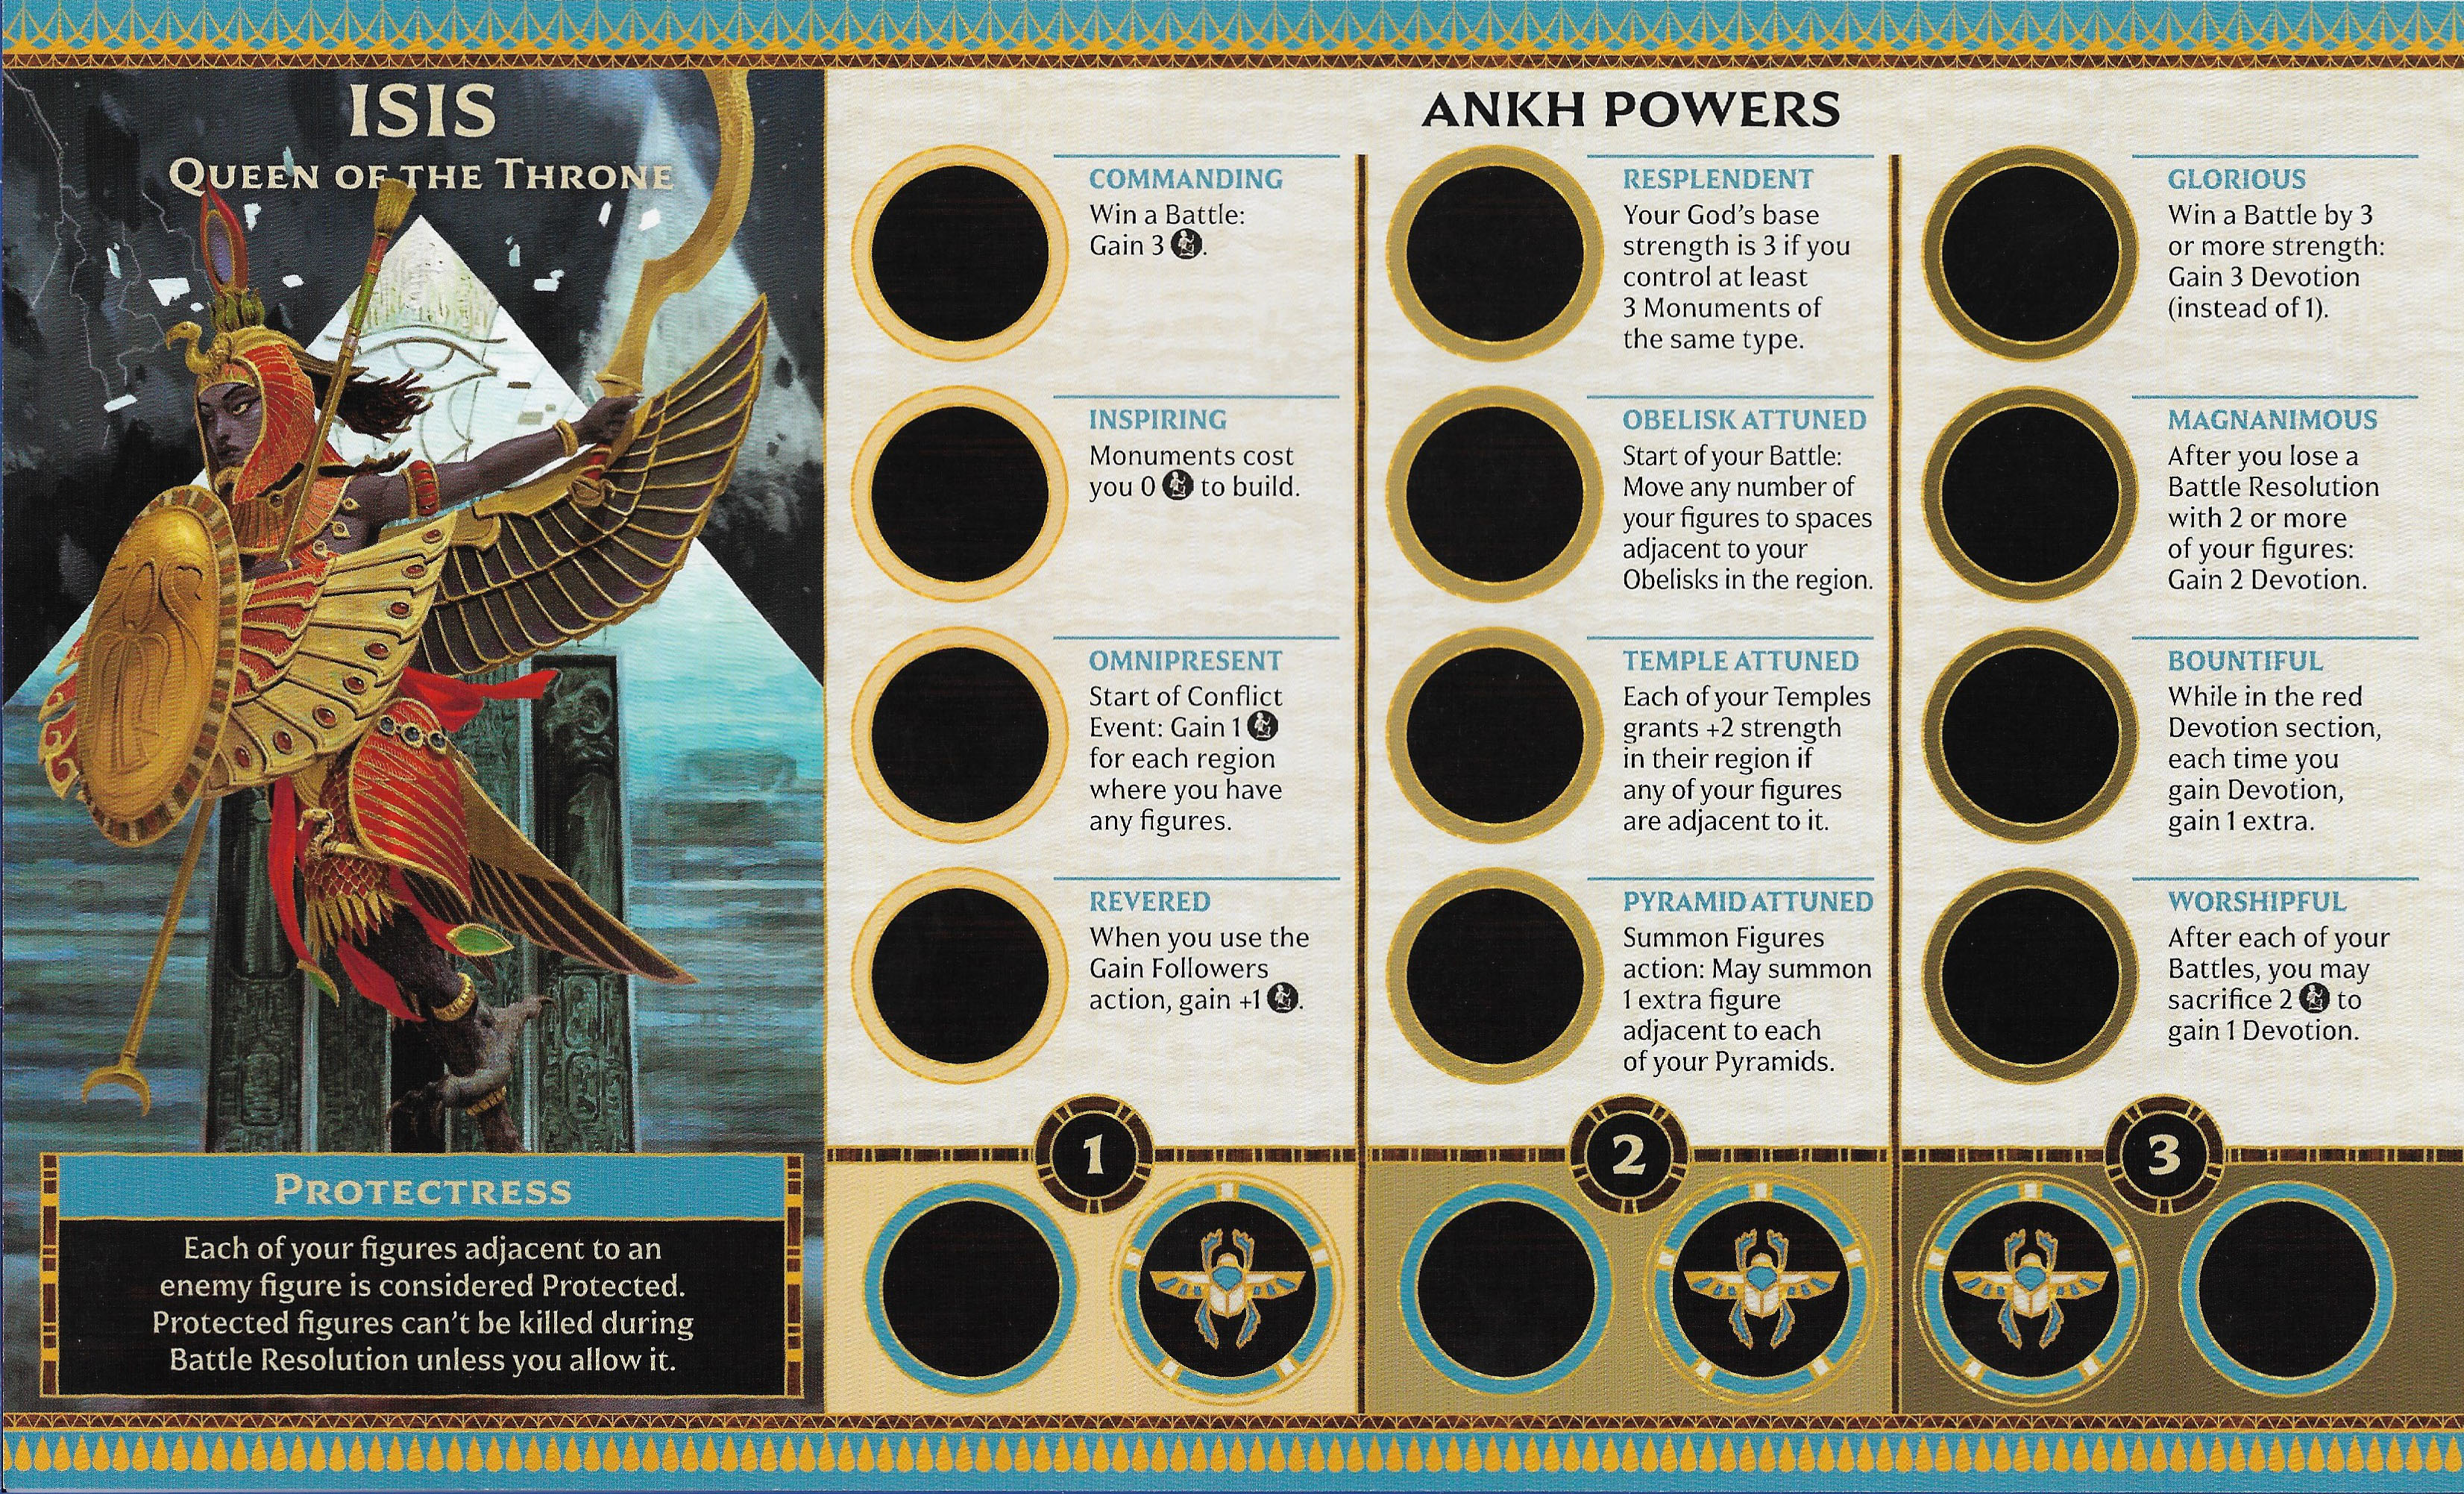 ISIS
QUEEN OF THE THRONE
PROTECTRESS
Each of your figures adjacent to an
enemy figure is considered Protected.
Protected figures can't be killed during
Battle Resolution unless you allow it.
ANKH POWERS
COMMANDING
Win a Battle:
Gain 3 .
INSPIRING
Monuments cost
you 0 to build.
OMNIPRESENT
Start of Conflict
Event: Gain 1
for each region
where you have
any figures.
REVERED
When you use the
Gain Followers
action, gain +1 .
1
RESPLENDENT
Your God's base
strength is 3 if you
control at least
3 Monuments of
the same type.
OBELISK ATTUNED
Start of your Battle:
Move any number of
your figures to spaces
adjacent to your
Obelisks in the region.
TEMPLE ATTUNED
Each of your Temples
grants +2 strength
in their region if
any of your figures
are adjacent to it.
PYRAMID ATTUNED
Summon Figures
action: May summon
1 extra figure
adjacent to each
of your Pyramids.
2
GLORIOUS
Win a Battle by 3
or more strength:
Gain 3 Devotion
(instead of 1).
MAGNANIMOUS
After you lose a
Battle Resolution
with 2 or more
of your figures:
Gain 2 Devotion.
BOUNTIFUL
While in the red
Devotion section,
each time you
gain Devotion,
gain 1 extra.
WORSHIPFUL
After each of your
Battles, you may
sacrifice 2 to
gain 1 Devotion.
3